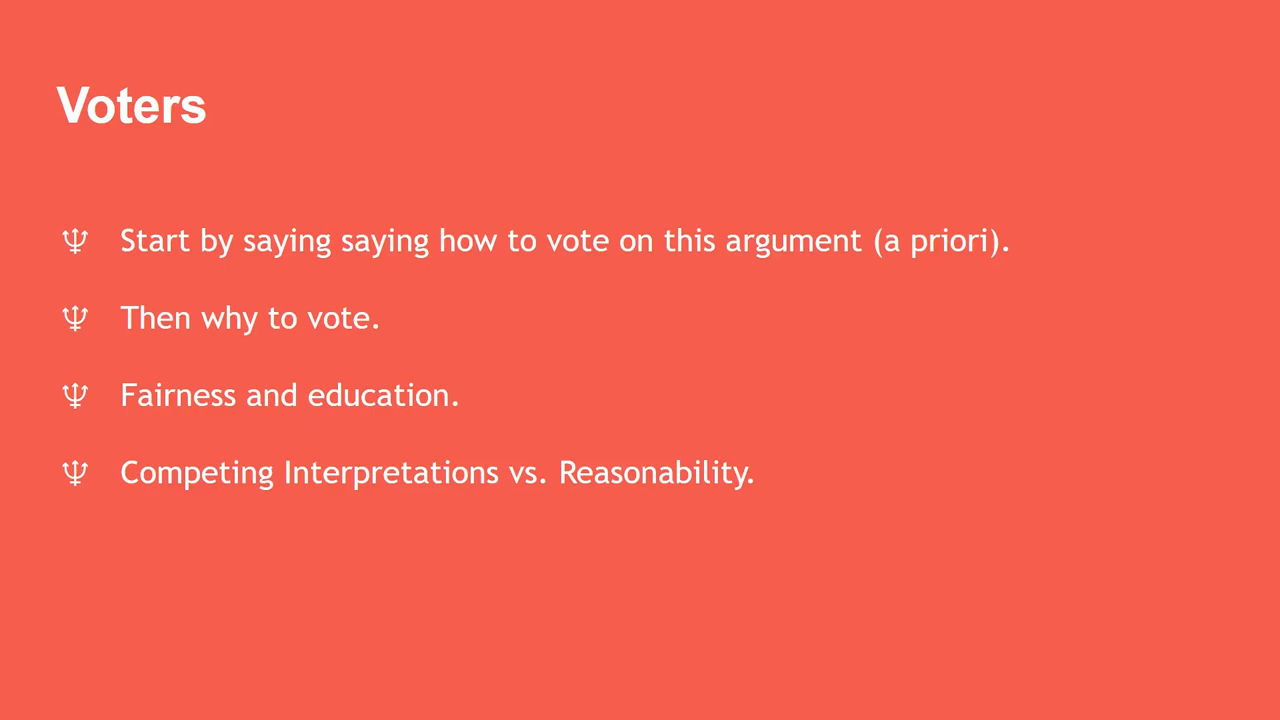 Voters
♆ Start by saying saying how to vote on this argument (a priori).
♆ Then why to vote.
♆ Fairness and education.
♆ Competing Interpretations vs. Reasonability.